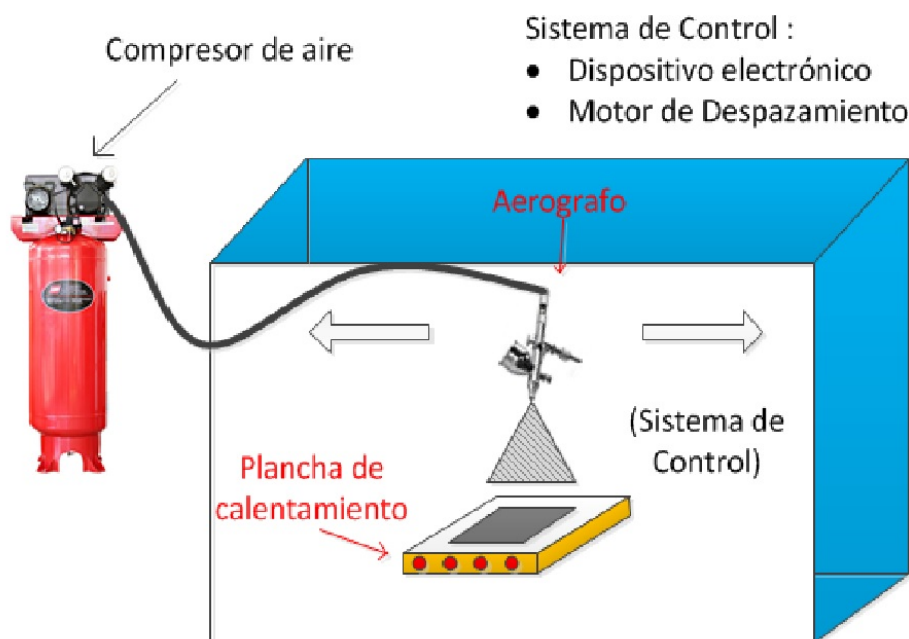 Compresor de aire
Sistema de Control :
• Dispositivo electrónico
• Motor de Despazamiento
Aerografo
(Sistema de
Control)
Plancha de
calentamiento